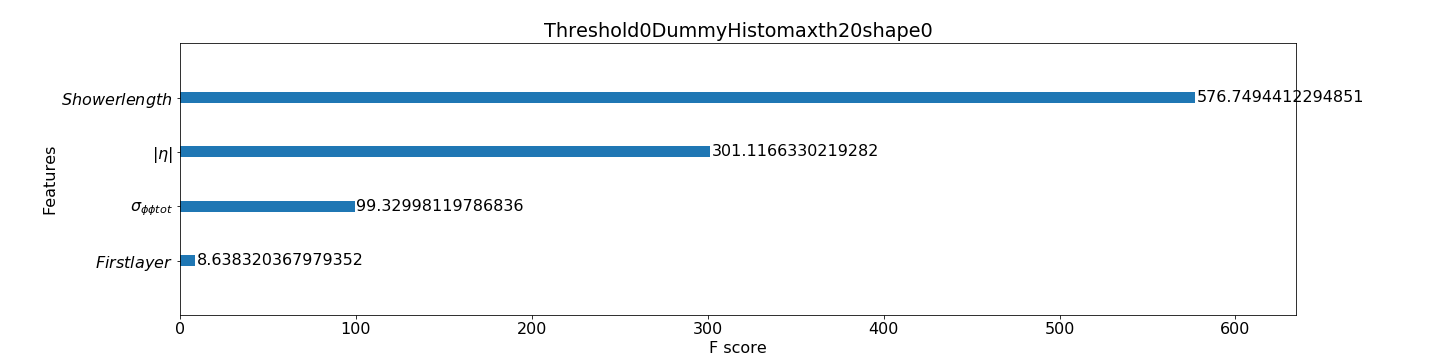 Threshold0DummyHistomaxth20shape0
Showerlength
576.7494412294851
|η|
301.1166330219282
σϕϕtot
99.32998119786836
Firstlayer
8.638320367979352
Features
0 100 200 300 400 500 600
F score